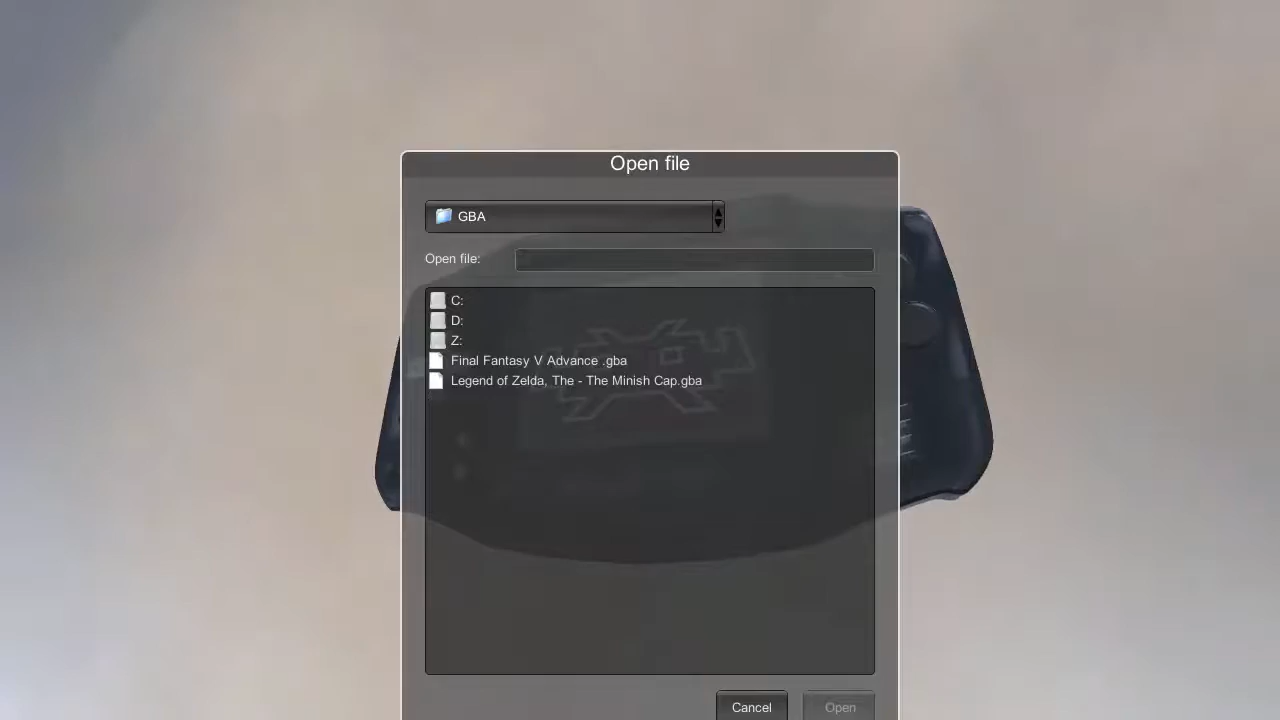 Open file
GBA
Open file:
C:
D:
Z:
Final Fantasy V Advance .gba
Legend of Zelda, The - The Minish Cap.gba
Cancel
Open